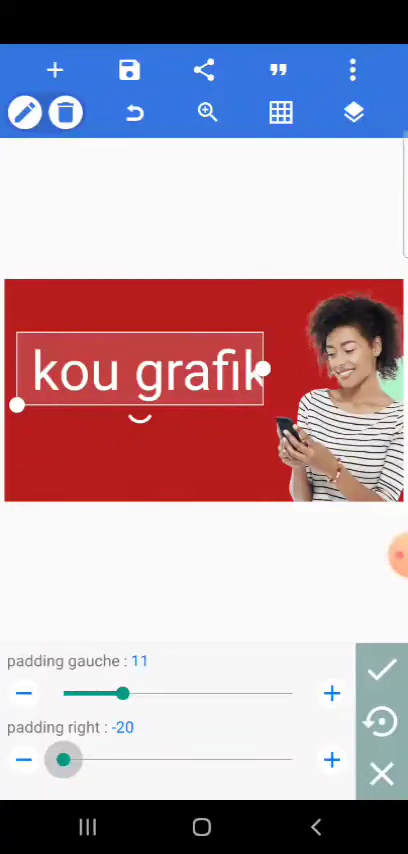 kou grafik
padding gauche : 11
padding right : -20